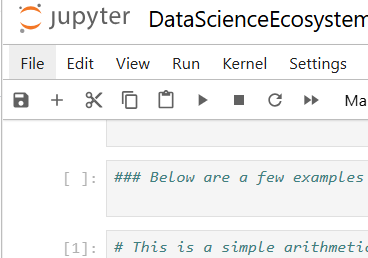 jupyter DataScienceEcosystem
File Edit View Run Kernel Settings
Ma
[ ]: ### Below are a few examples
[1]: # This is a simple arithmetic